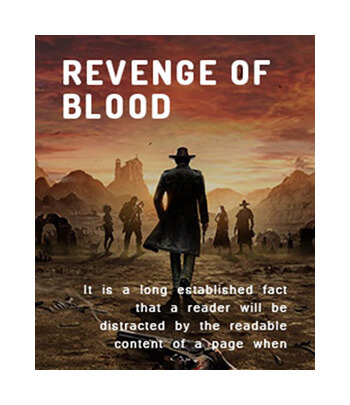 REVENGE OF
BLOOD
It is a long established fact
that a reader will be
distracted by the readable
content of a page when